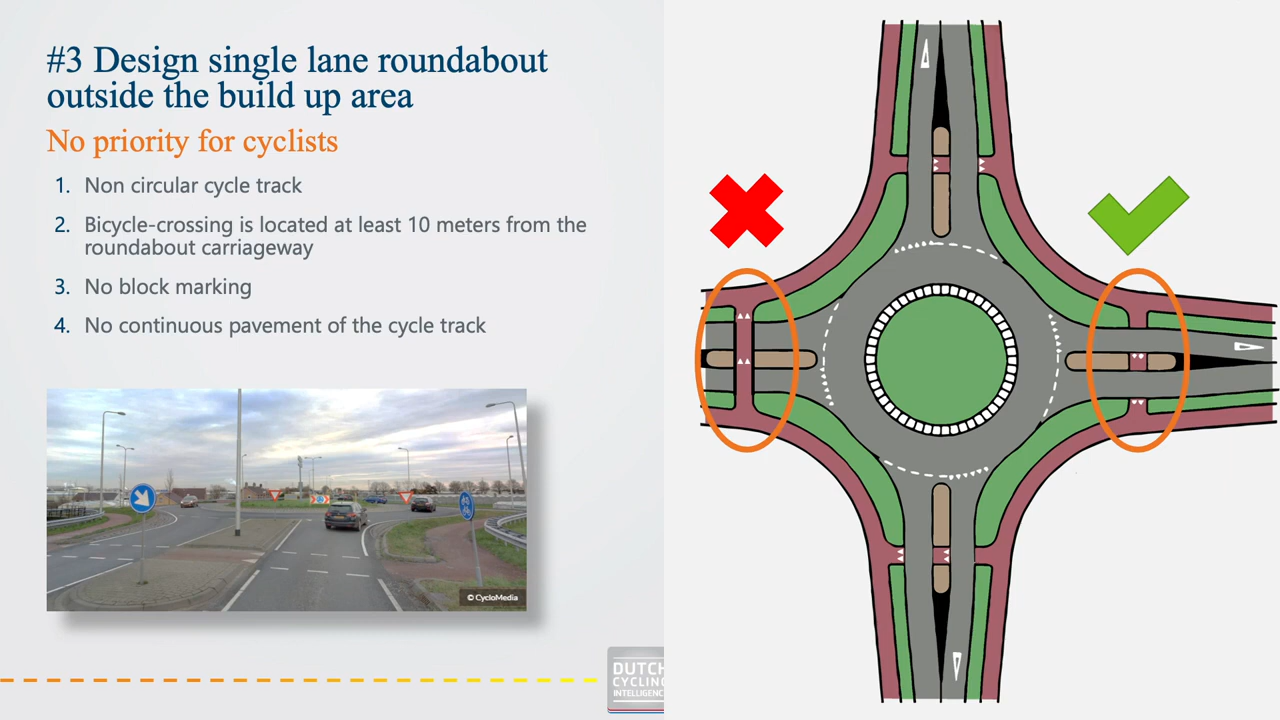 #3 Design single lane roundabout
outside the build up area
No priority for cyclists
1. Non circular cycle track
2. Bicycle-crossing is located at least 10 meters from the
roundabout carriageway
3. No block marking
4. No continuous pavement of the cycle track
© CycloMedia
DUTCH
CYCLING